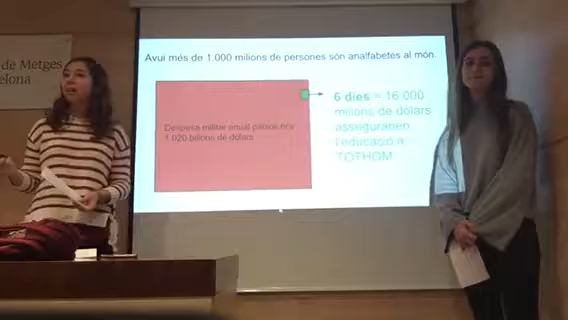 de Metges
elona
Avui més de 1.000 milions de persones són analfabetes al món.
Despesa militar anual països nrs
1.020 bilions de dòlars
6 dies = 16.000
milions de dòlars
assegurarien
l'educació a
TOTHOM